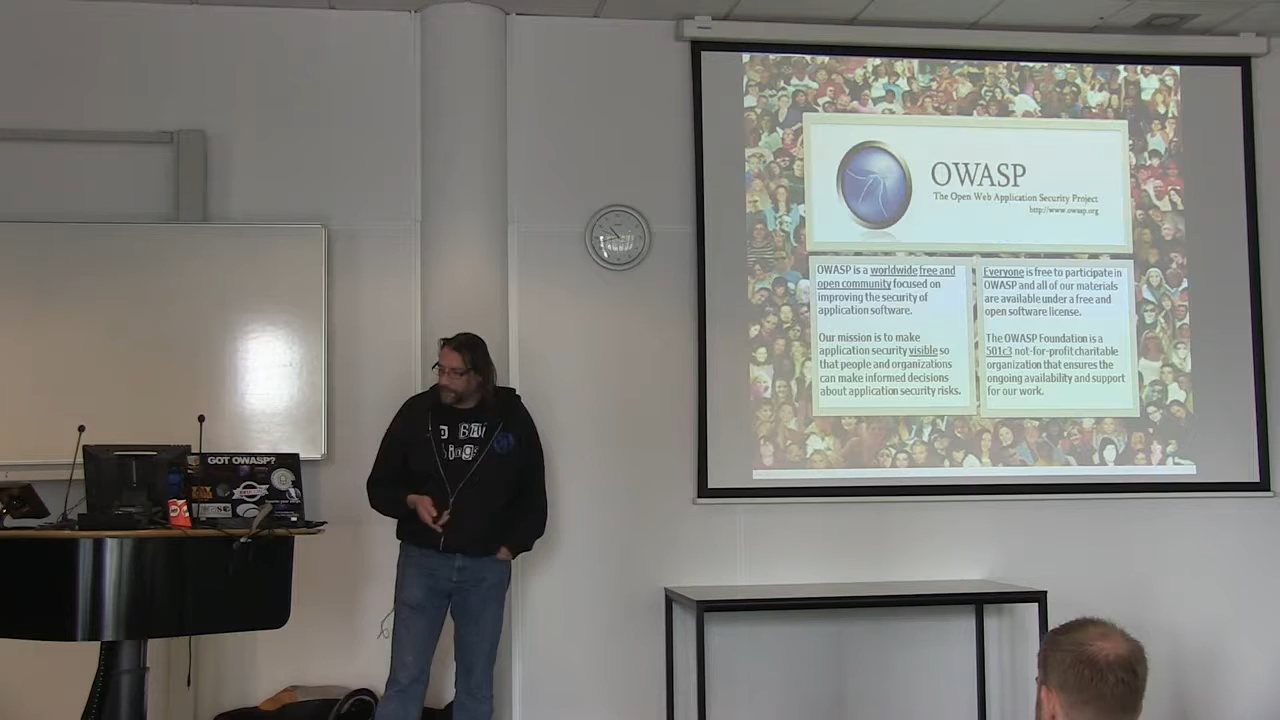 OWASP
The Open Web Application Security Project
http://www.owasp.org
OWASP is a worldwide free and
open community focused on
improving the security of
application software.
Our mission is to make
application security visible so
that people and organizations
can make informed decisions
about application security risks.
Everyone is free to participate in
OWASP and all of our materials
are available under a free and
open software license.
The OWASP Foundation is a
501c3 not-for-profit charitable
organization that ensures the
ongoing availability and support
for our work.
GOT OWASP?